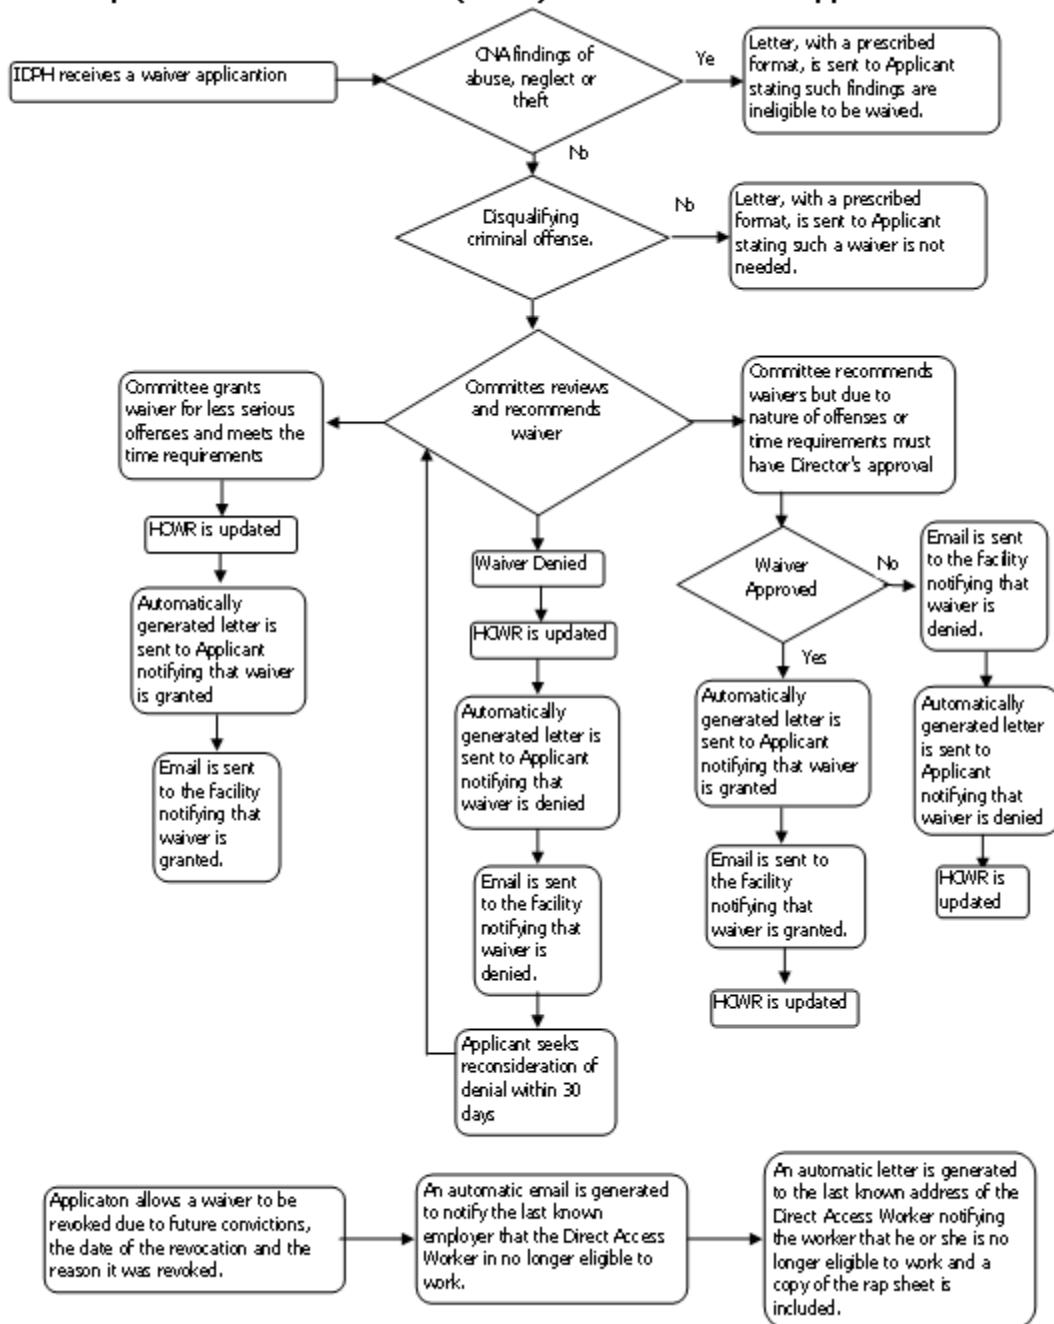 IDPH receives a waiver applicantion
CNA findings of
abuse, neglect or
theft
Ye
Letter, with a prescribed
format, is sent to Applicant
stating such findings are
ineligible to be waived.
No
Disqualifying
criminal offense.
No
Letter, with a prescribed
format, is sent to Applicant
stating such a waiver is not
needed.
Committes reviews
and recommends
waiver
Committee grants
waiver for less serious
offenses and meets the
time requirements
HCWR is updated
Automatically
generated letter is
sent to Applicant
notifying that waiver
is granted
Email is sent
to the facility
notifying that
waiver is
granted.
Waiver Denied
HCWR is updated
Automatically
generated letter is
sent to Applicant
notifying that
waiver is denied
Email is sent
to the facility
notifying that
waiver is
denied.
Applicant seeks
reconsideration of
denial within 30
days
Committee recommends
waivers but due to
nature of offenses or
time requirements must
have Director's approval
Waiver
Approved
Yes
Automatically
generated letter is
sent to Applicant
notifying that waiver
is granted
Email is sent to
the facility
notifying that
waiver is granted.
HCWR is updated
No
Email is sent
to the facility
notifying that
waiver is
denied.
Automatically
generated letter
is sent to
Applicant
notifying that
waiver is denied
HCWR is
updated
Applicaton allows a waiver to be
revoked due to future convictions,
the date of the revocation and the
reason it was revoked.
An automatic email is generated
to notify the last known
employer that the Direct Access
Worker in no longer eligible to
work.
An automatic letter is generated
to the last known address of the
Direct Access Worker notifying
the worker that he or she is no
longer eligible to work and a
copy of the rap sheet is
included.